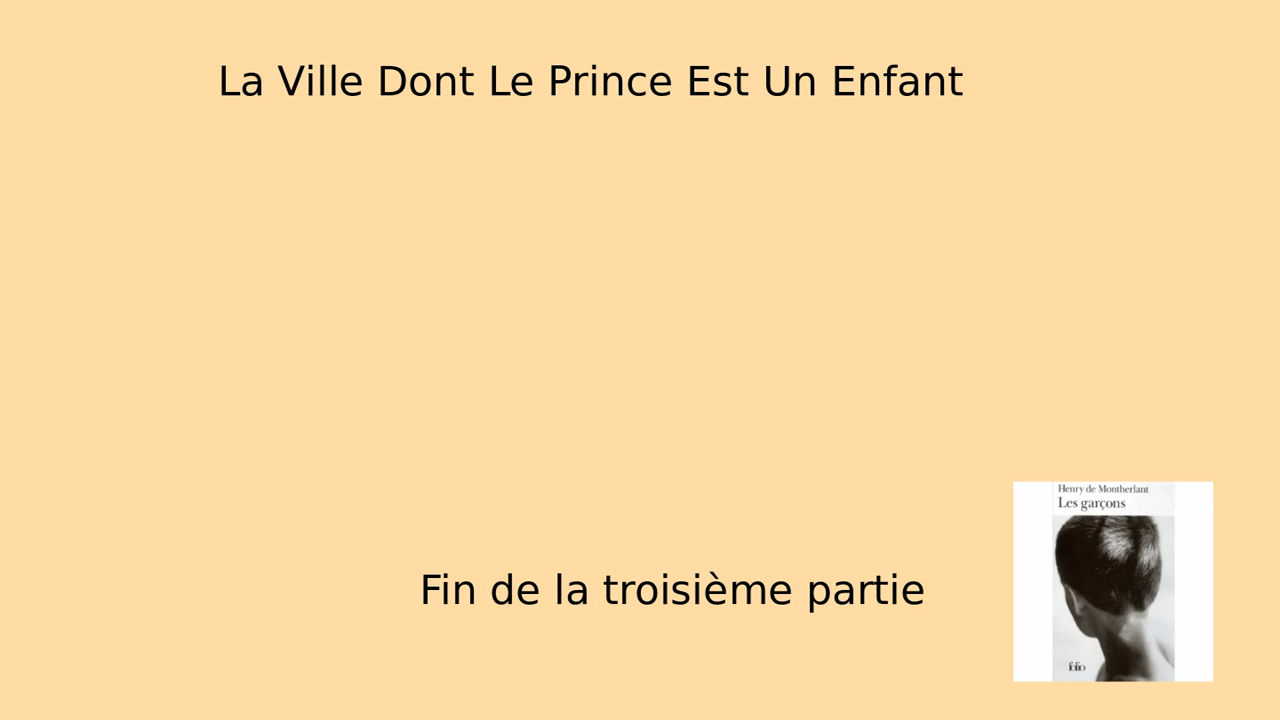 La Ville Dont Le Prince Est Un Enfant
Henry de Montherlant
Les garçons
Fin de la troisième partie
folio